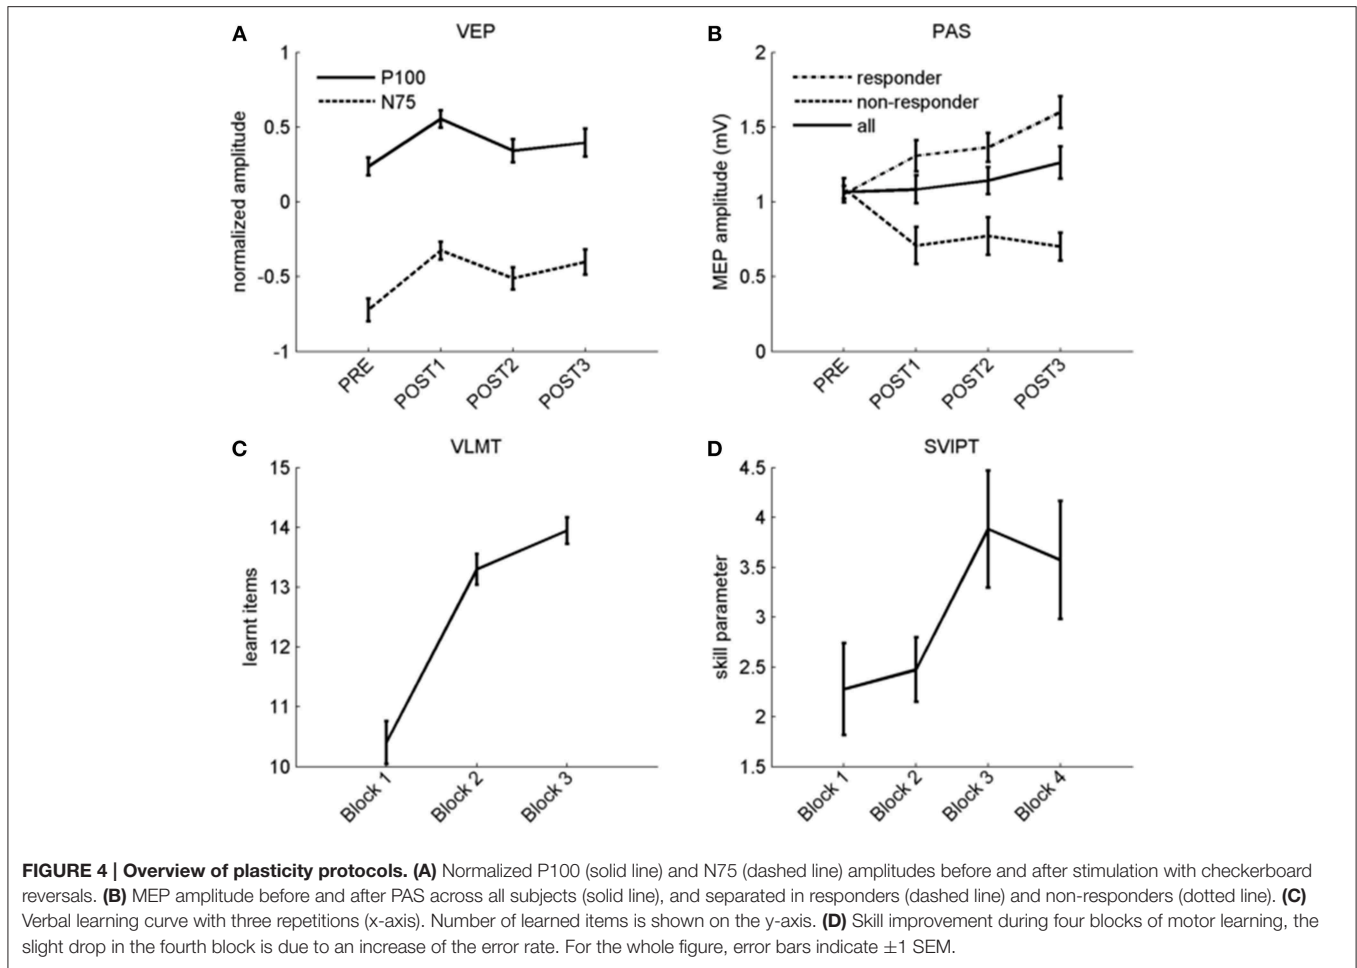 A
VEP
1
0.5
0
-0.5
-1
normalized amplitude
P100
N75
PRE
POST1
POST2
POST3
B
PAS
2
1.5
1
0.5
0
MEP amplitude (mV)
responder
non-responder
all
PRE
POST1
POST2
POST3
C
VLMT
15
14
13
12
11
10
learnt items
Block 1
Block 2
Block 3
D
SVIPT
4.5
4
3.5
3
2.5
2
1.5
skill parameter
Block 1
Block 2
Block 3
Block 4
FIGURE 4 | Overview of plasticity protocols. (A) Normalized P100 (solid line) and N75 (dashed line) amplitudes before and after stimulation with checkerboard
reversals. (B) MEP amplitude before and after PAS across all subjects (solid line), and separated in responders (dashed line) and non-responders (dotted line). (C)
Verbal learning curve with three repetitions (x-axis). Number of learned items is shown on the y-axis. (D) Skill improvement during four blocks of motor learning, the
slight drop in the fourth block is due to an increase of the error rate. For the whole figure, error bars indicate ±1 SEM.